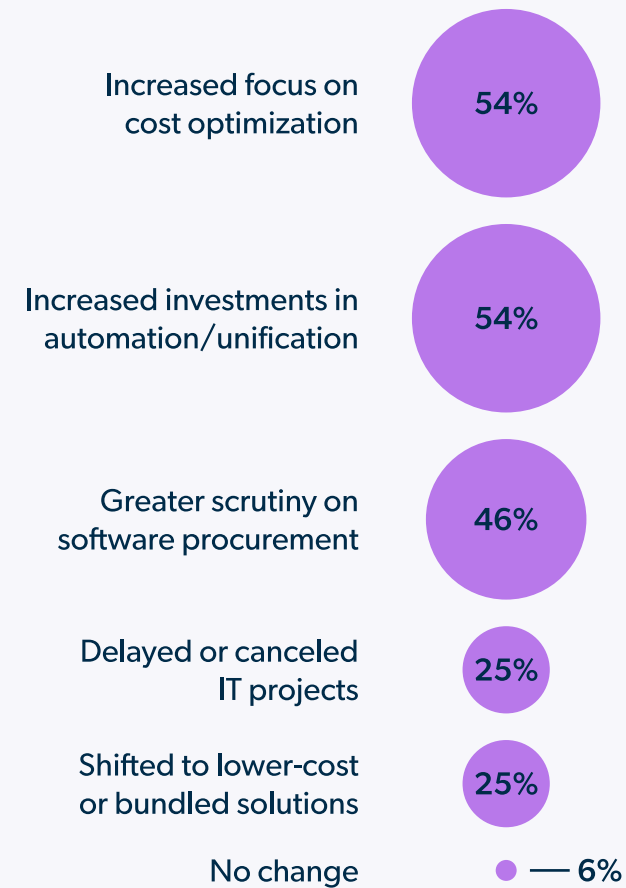 Increased focus on
cost optimization
54%
Increased investments in
automation/unification
54%
Greater scrutiny on
software procurement
46%
Delayed or canceled
IT projects
25%
Shifted to lower-cost
or bundled solutions
25%
No change
6%